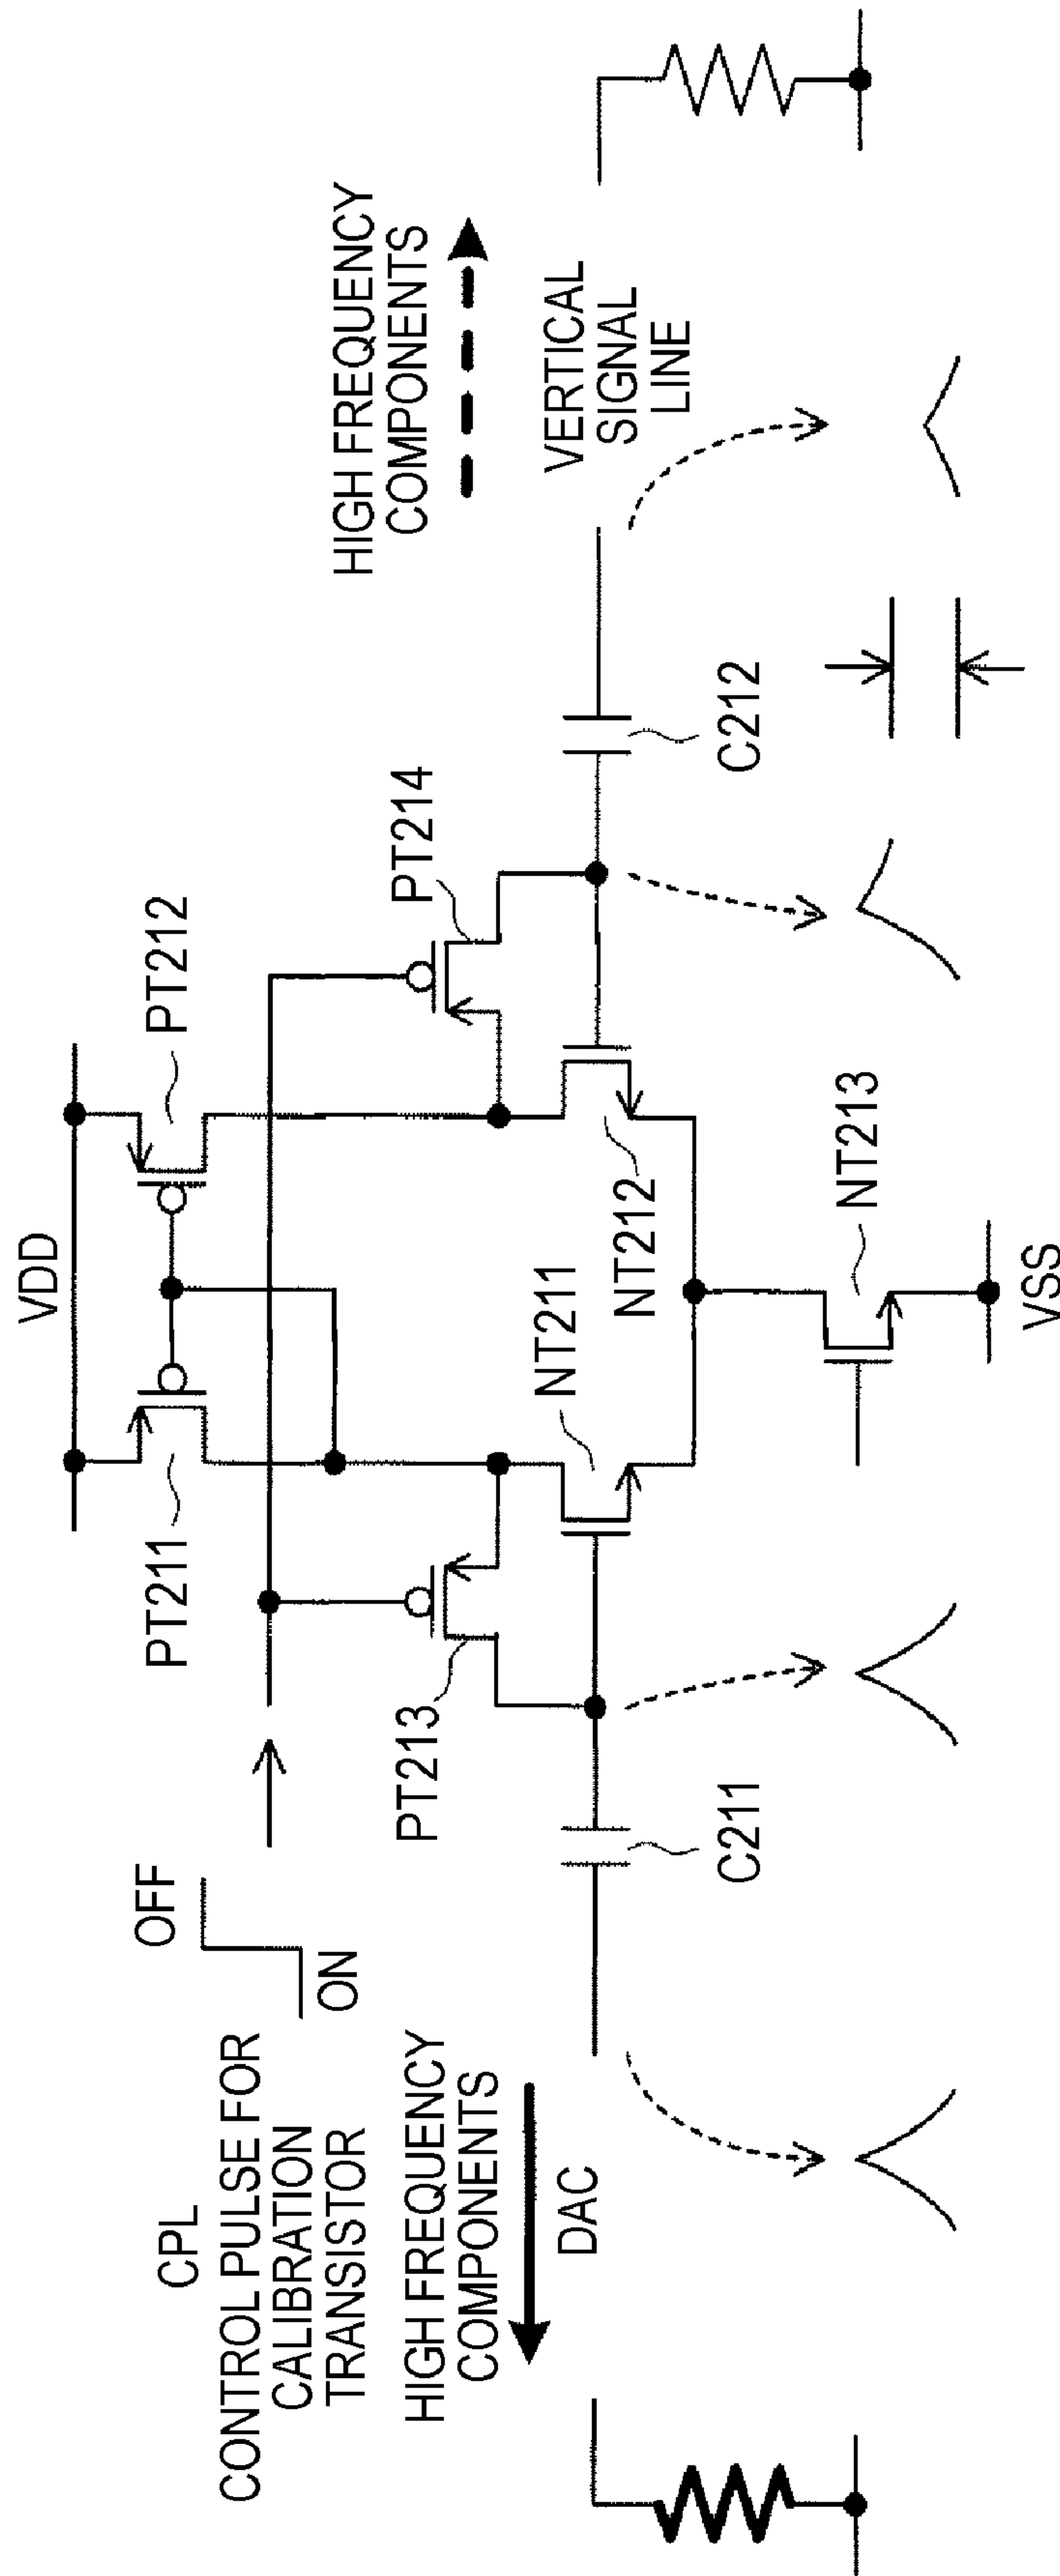 CPL
CONTROL PULSE FOR
CALIBRATION
TRANSISTOR
OFF
ON
VDD
PT211
PT212
HIGH FREQUENCY
COMPONENTS
HIGH FREQUENCY
COMPONENTS
PT213
PT214
DAC
NT211
VERTICAL
SIGNAL
LINE
NT212
C211
C212
NT213
VSS